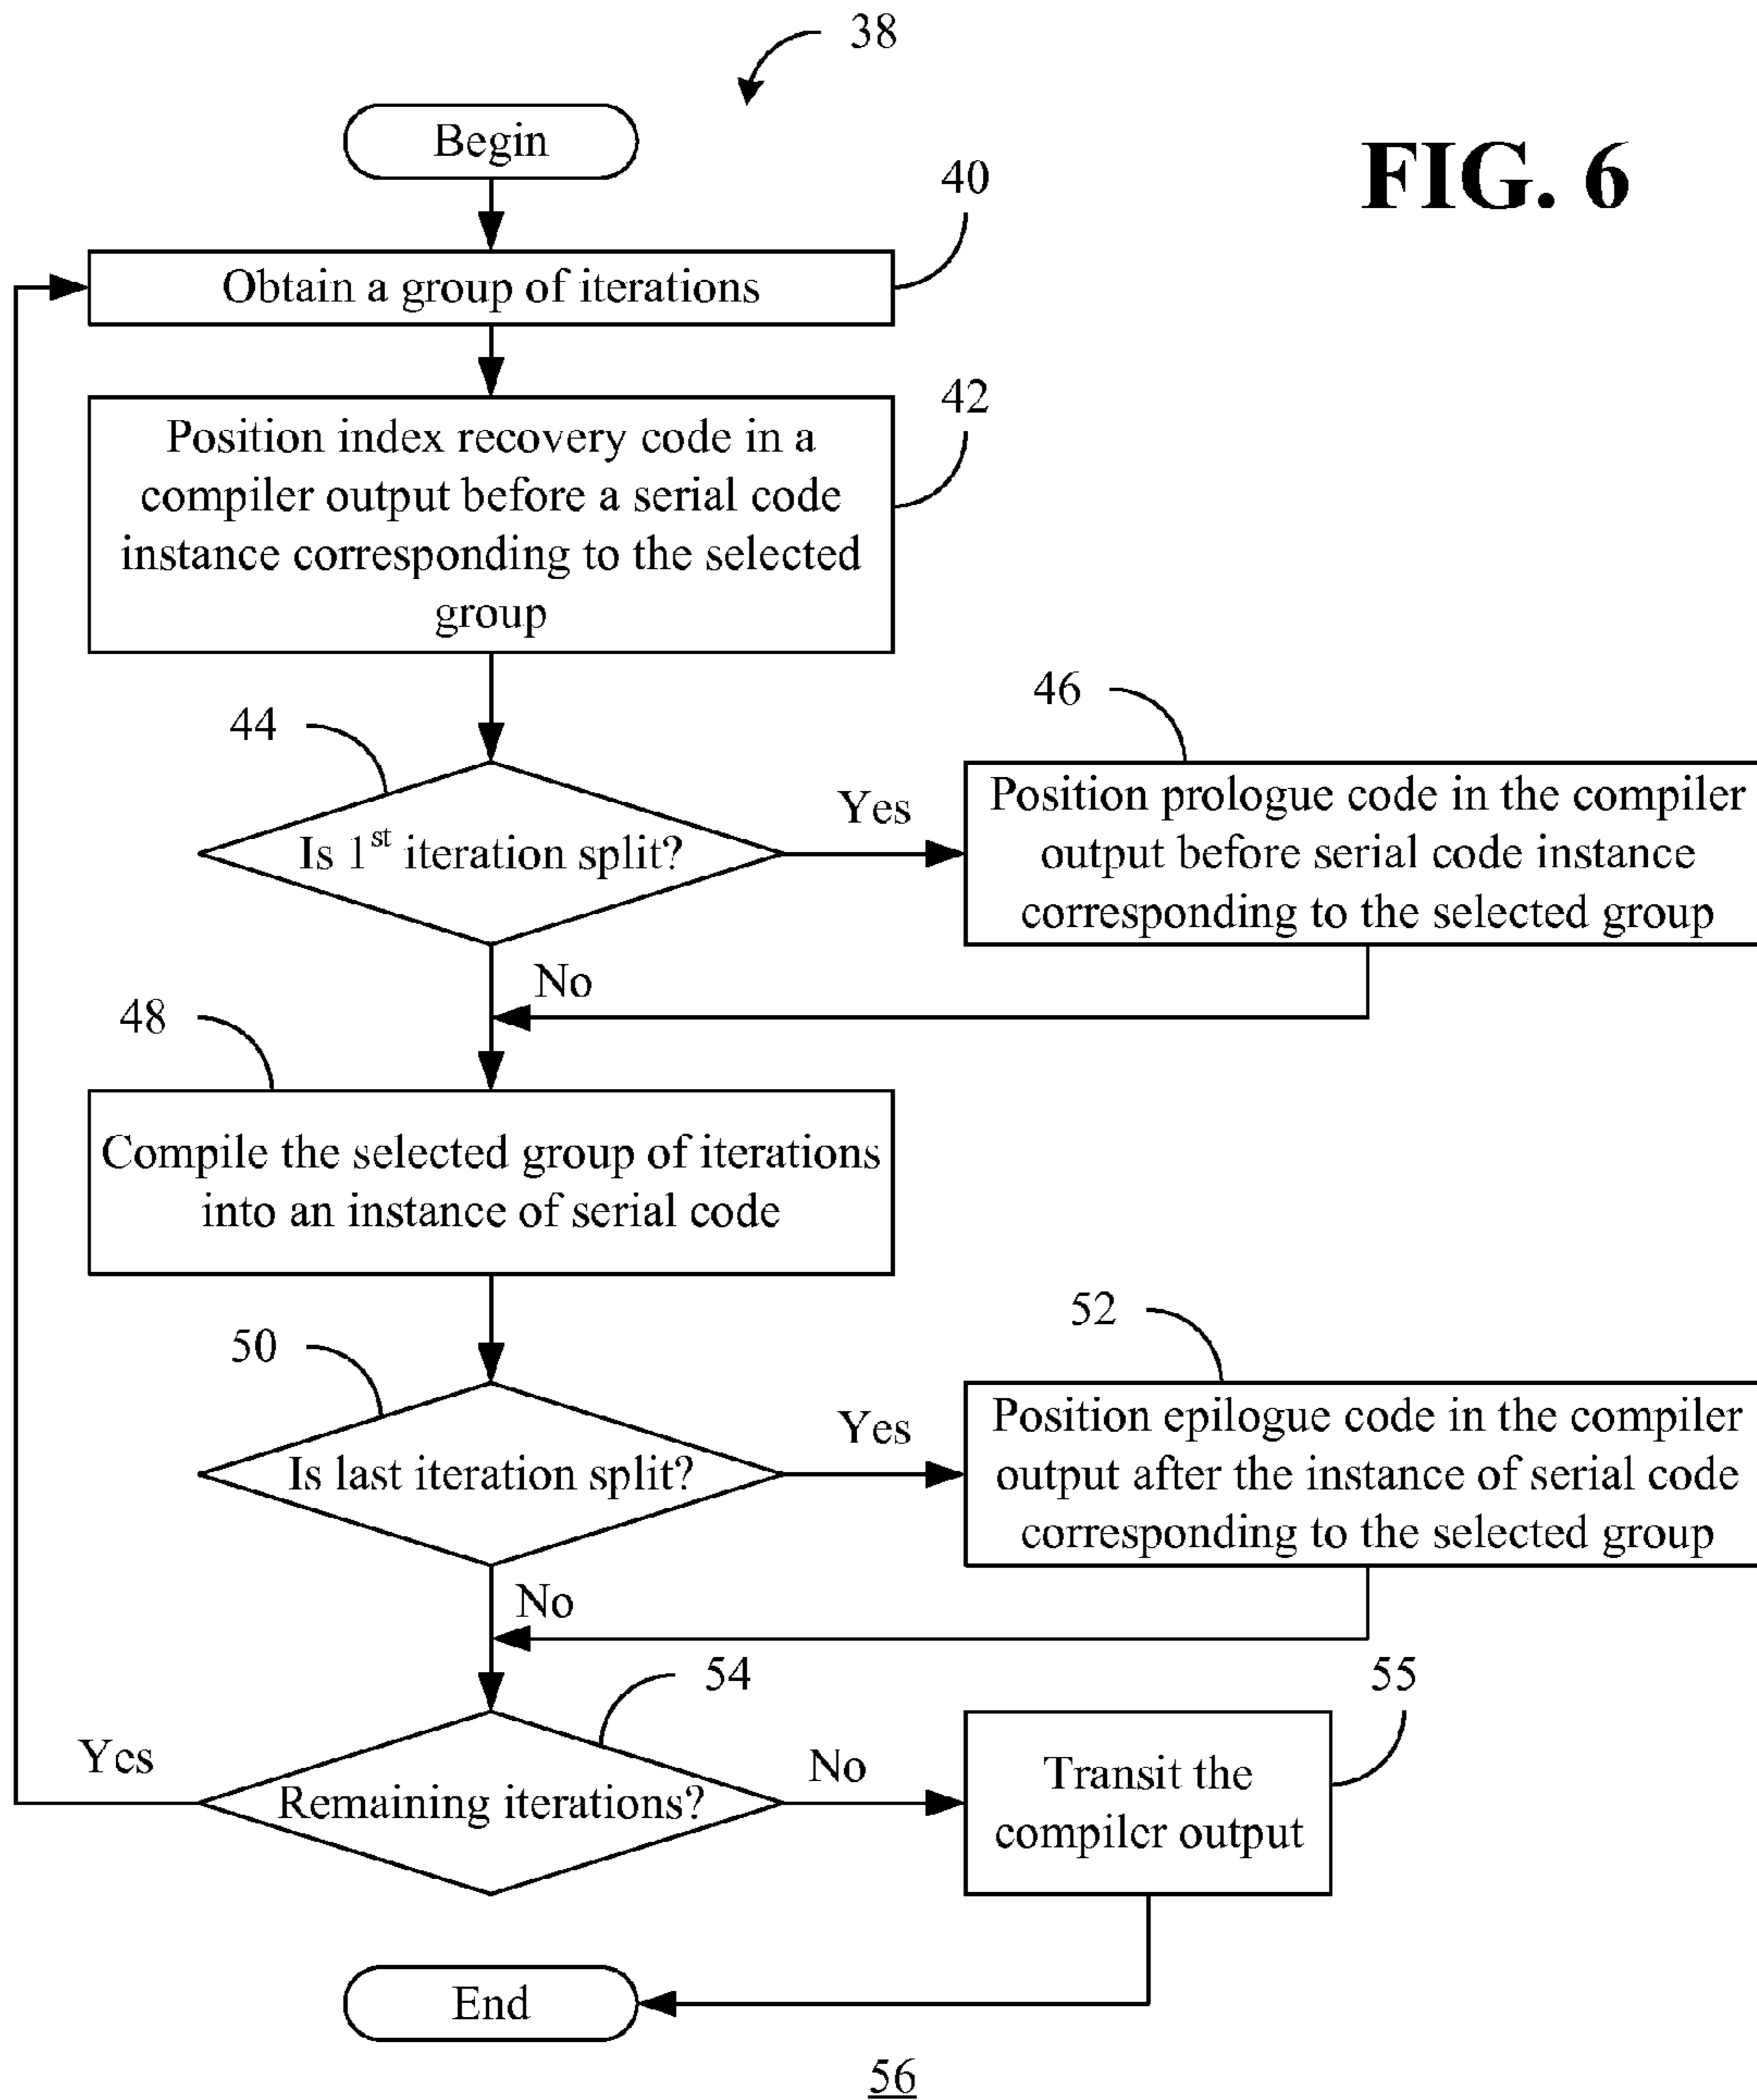 38
FIG. 6
Begin
40
Obtain a group of iterations
42
Position index recovery code in a
compiler output before a serial code
instance corresponding to the selected
group
44
46
Is 1st iteration split?
Yes
Position prologue code in the compiler
output before serial code instance
corresponding to the selected group
No
48
Compile the selected group of iterations
into an instance of serial code
50
52
Is last iteration split?
Yes
Position epilogue code in the compiler
output after the instance of serial code
corresponding to the selected group
No
54
55
Yes
Remaining iterations?
No
Transit the
compiler output
End
56